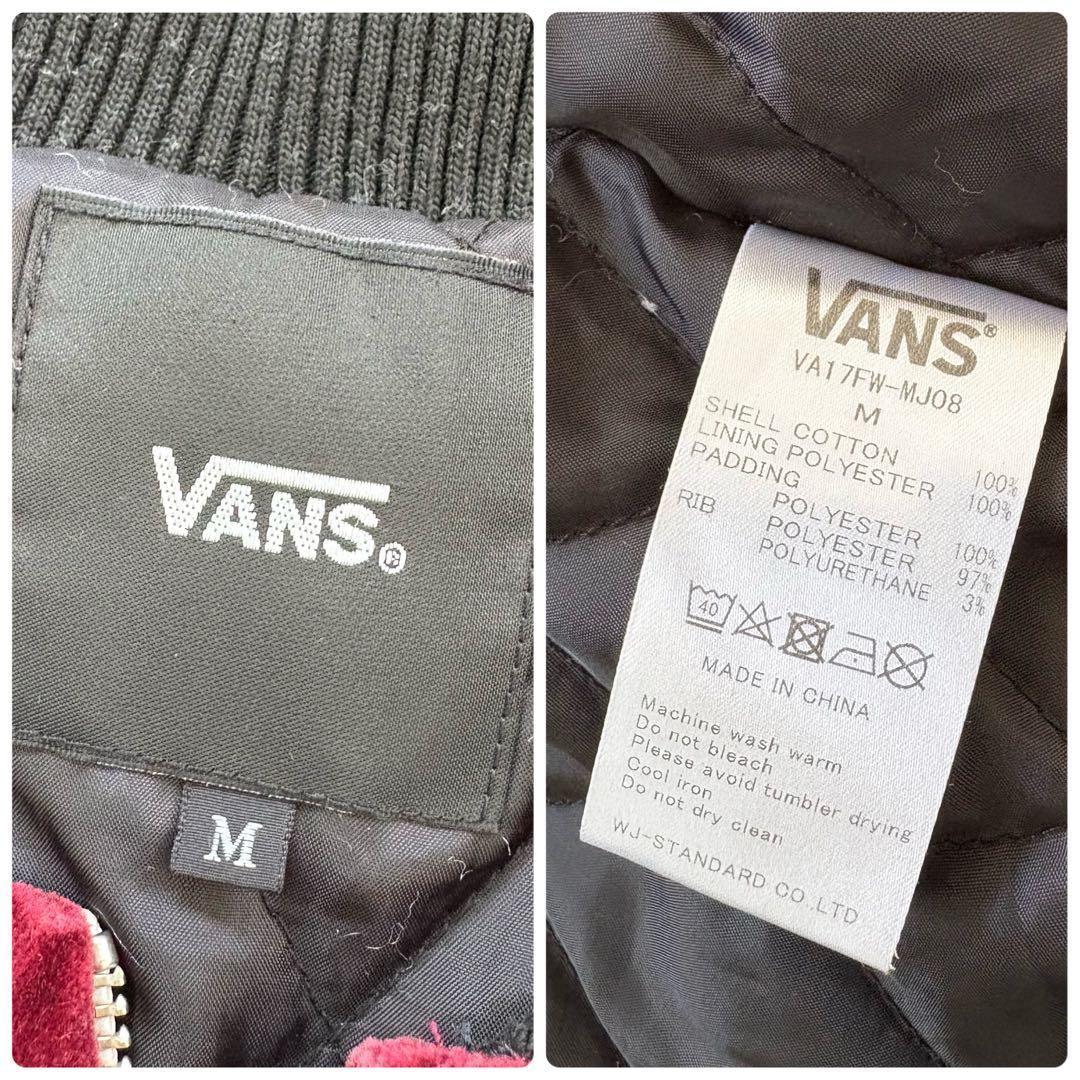 VANS®
M
VANS®
VA17FW-MJ08
M
SHELL COTTON 100%
LINING POLYESTER 100%
PADDING
POLYESTER 100%
RIB POLYESTER 97%
POLYURETHANE 3%
40
MADE IN CHINA
Machine wash warm
Do not bleach
Please avoid tumbler drying
Cool iron
Do not dry clean
WJ-STANDARD CO.,LTD